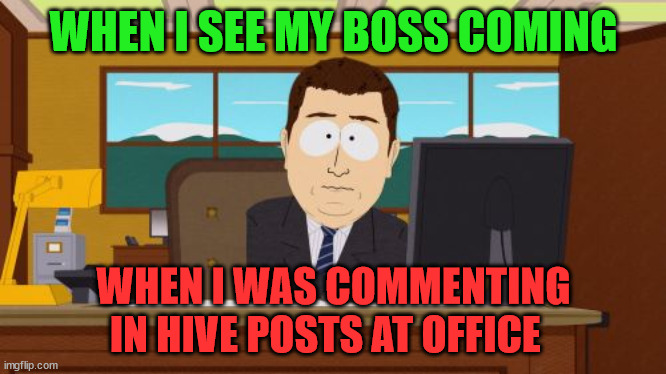 WHEN I SEE MY BOSS COMING
WHEN I WAS COMMENTING
IN HIVE POSTS AT OFFICE
imgflip.com